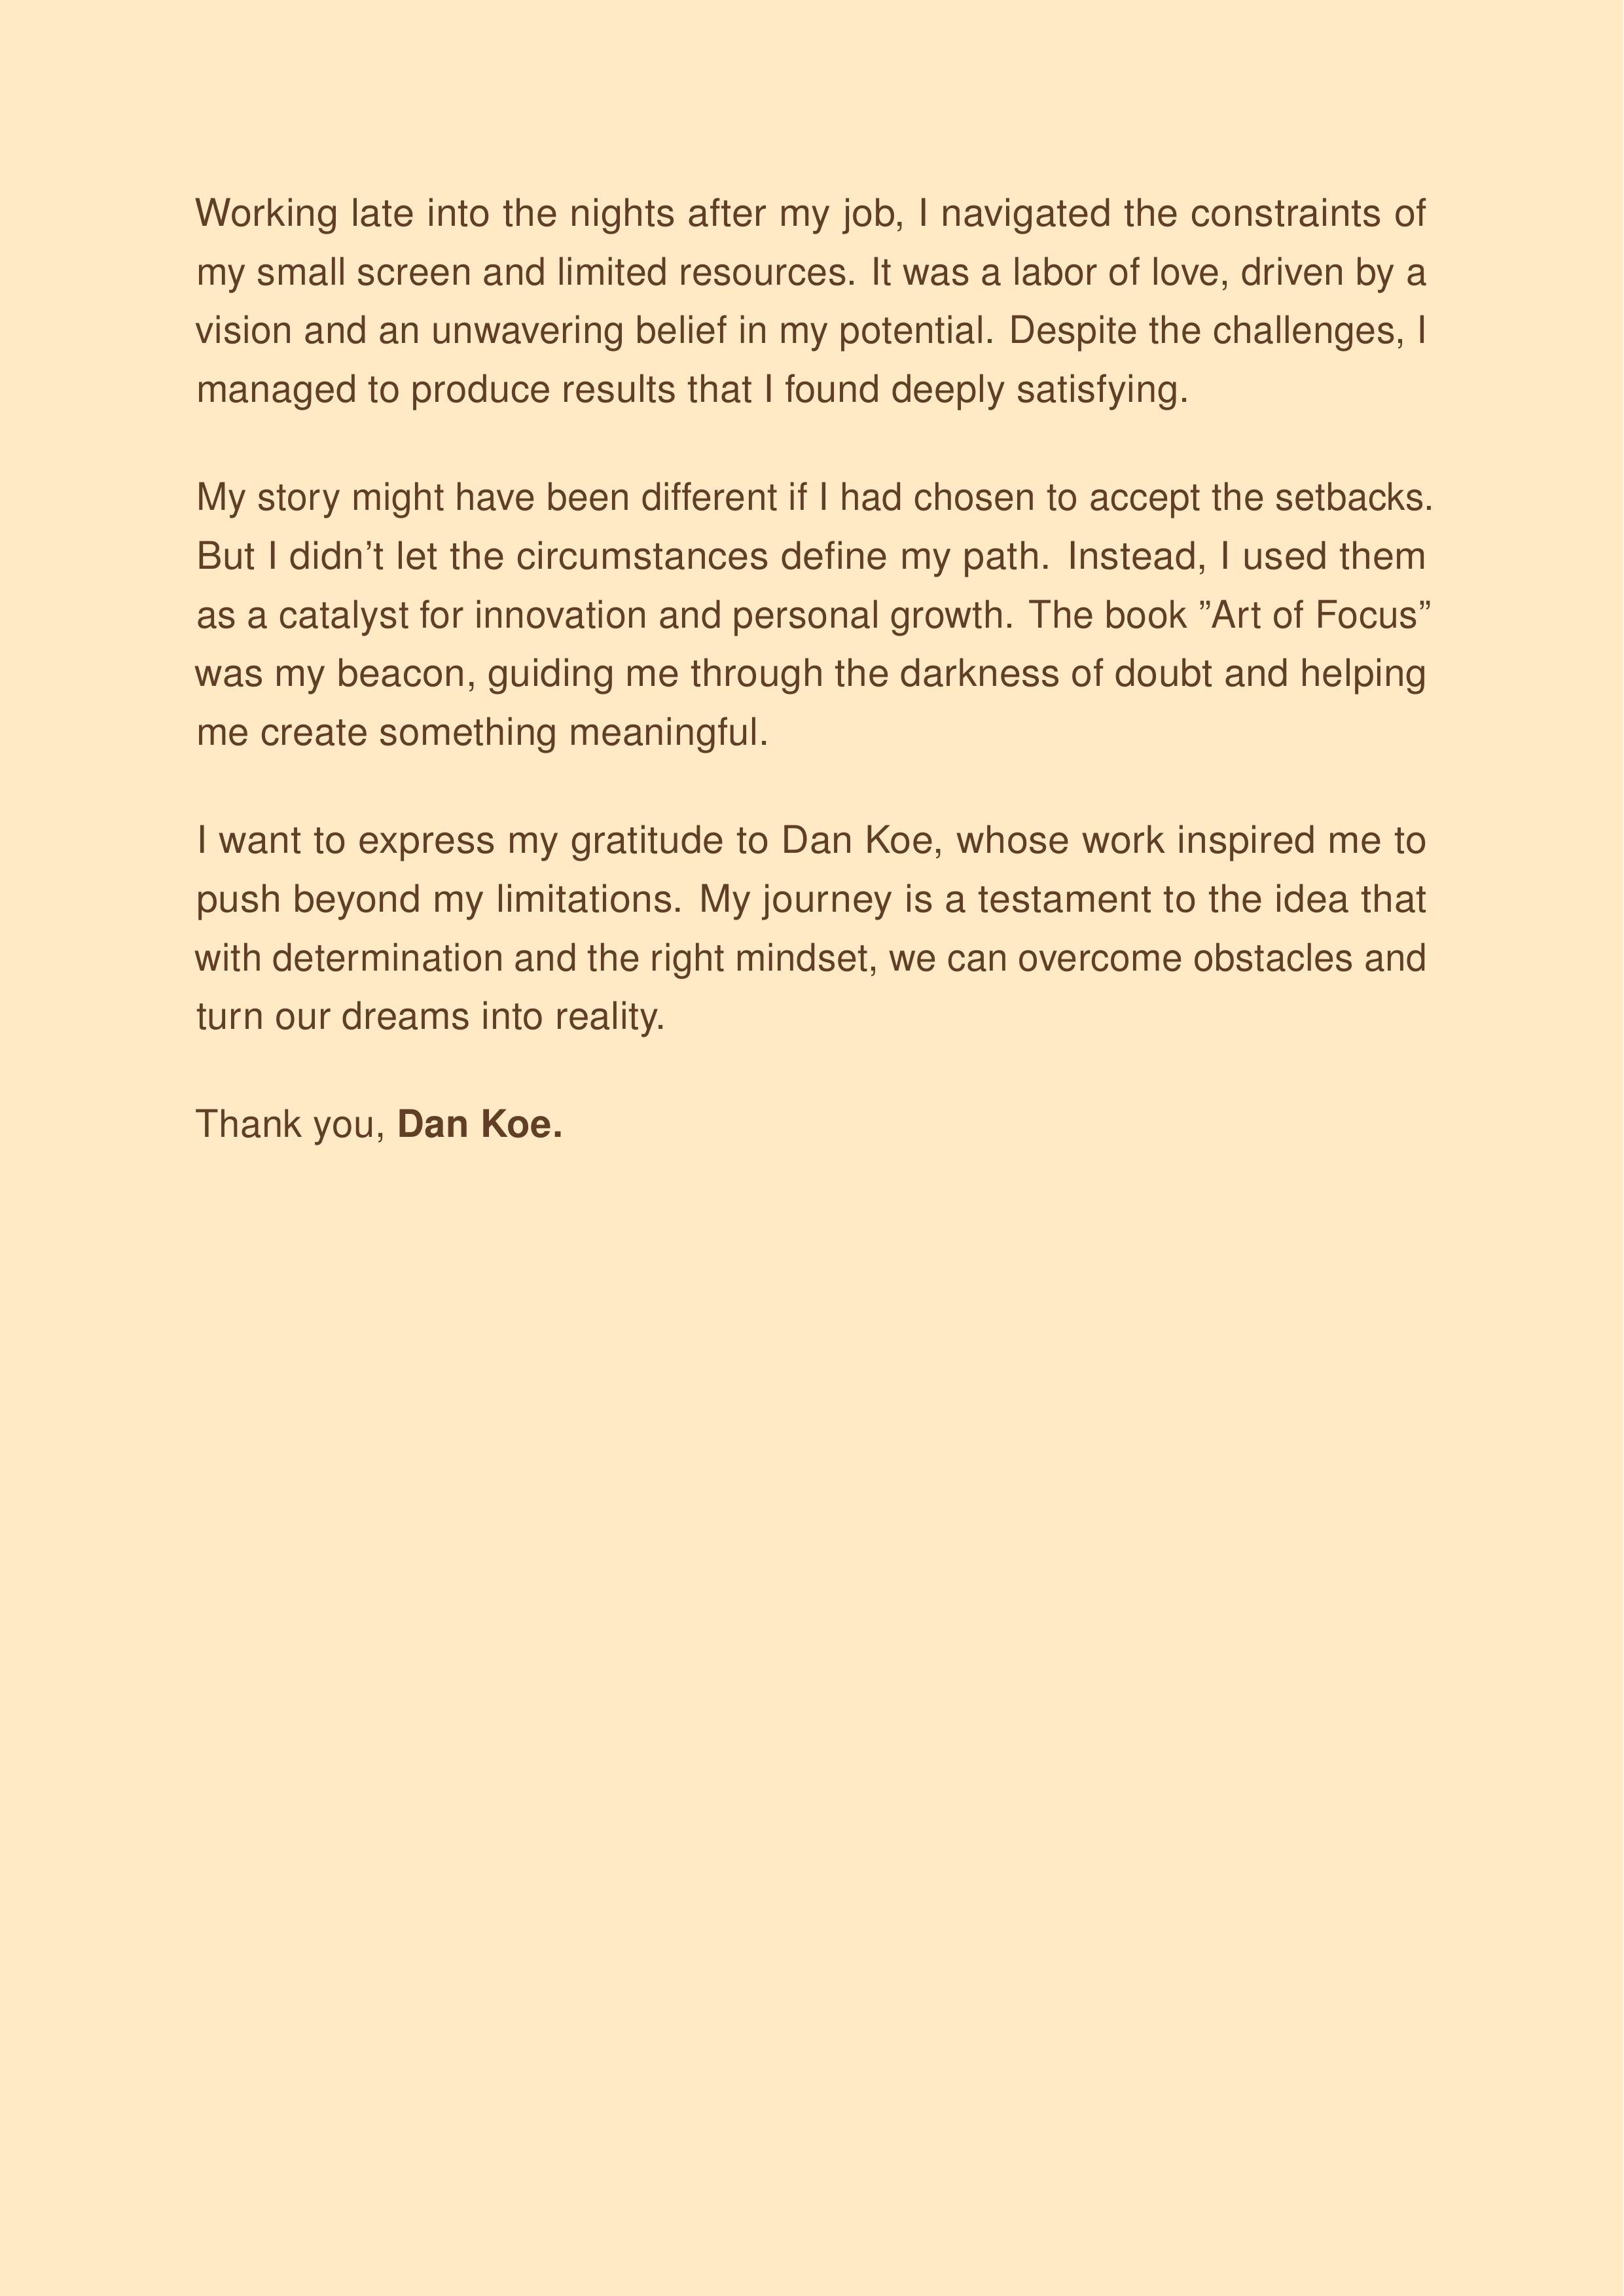 Working late into the nights after my job, I navigated the constraints of
my small screen and limited resources. It was a labor of love, driven by a
vision and an unwavering belief in my potential. Despite the challenges, I
managed to produce results that I found deeply satisfying.
My story might have been different if I had chosen to accept the setbacks.
But I didn’t let the circumstances define my path. Instead, I used them
as a catalyst for innovation and personal growth. The book ”Art of Focus”
was my beacon, guiding me through the darkness of doubt and helping
me create something meaningful.
I want to express my gratitude to Dan Koe, whose work inspired me to
push beyond my limitations. My journey is a testament to the idea that
with determination and the right mindset, we can overcome obstacles and
turn our dreams into reality.
Thank you, Dan Koe.